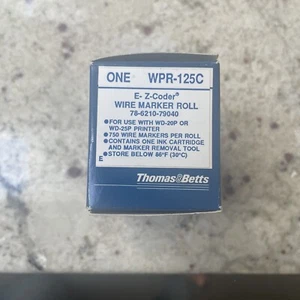 ONE WPR-125C
E- Z-Coder®
WIRE MARKER ROLL
78-6210-79040
●FOR USE WITH WD-20P OR
WD-25P PRINTER
●750 WIRE MARKERS PER ROLL
●CONTAINS ONE INK CARTRIDGE
AND MARKER REMOVAL TOOL
●STORE BELOW 86°F (30°C)
E
Thomas&Betts